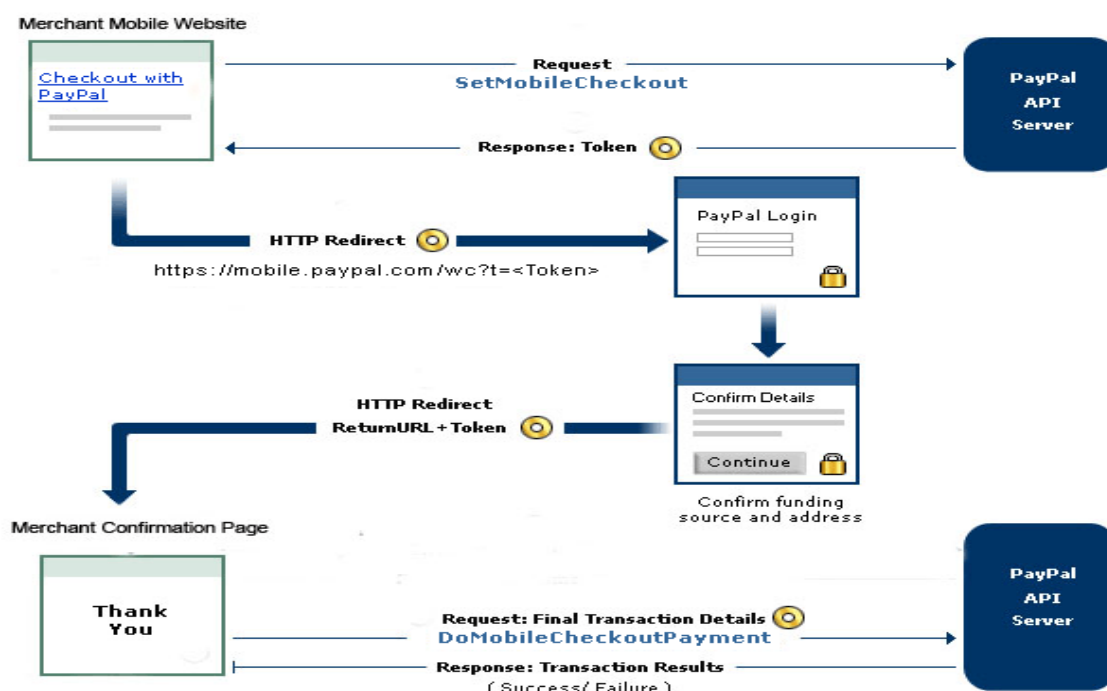 Merchant Mobile Website
Checkout with
PayPal
Request
SetMobileCheckout
PayPal
API
Server
Response: Token
PayPal Login
HTTP Redirect
https://mobile.paypal.com/wc?t=<Token>
Confirm Details
HTTP Redirect
ReturnURL+Token
Continue
Confirm funding
source and address
Merchant Confirmation Page
PayPal
API
Server
Thank
You
Request: Final Transaction Details
DoMobileCheckoutPayment
Response: Transaction Results
(Success/Failure)